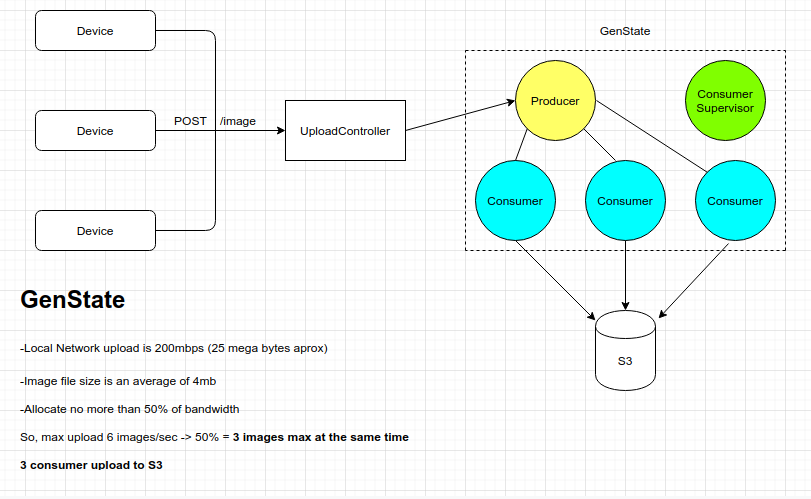 Device
Device
Device
POST /image
UploadController
GenState
Producer
Consumer
Supervisor
Consumer
Consumer
Consumer
S3
GenState
-Local Network upload is 200mbps (25 mega bytes aprox)
-Image file size is an average of 4mb
-Allocate no more than 50% of bandwidth
So, max upload 6 images/sec -> 50% = 3 images max at the same time
3 consumer upload to S3